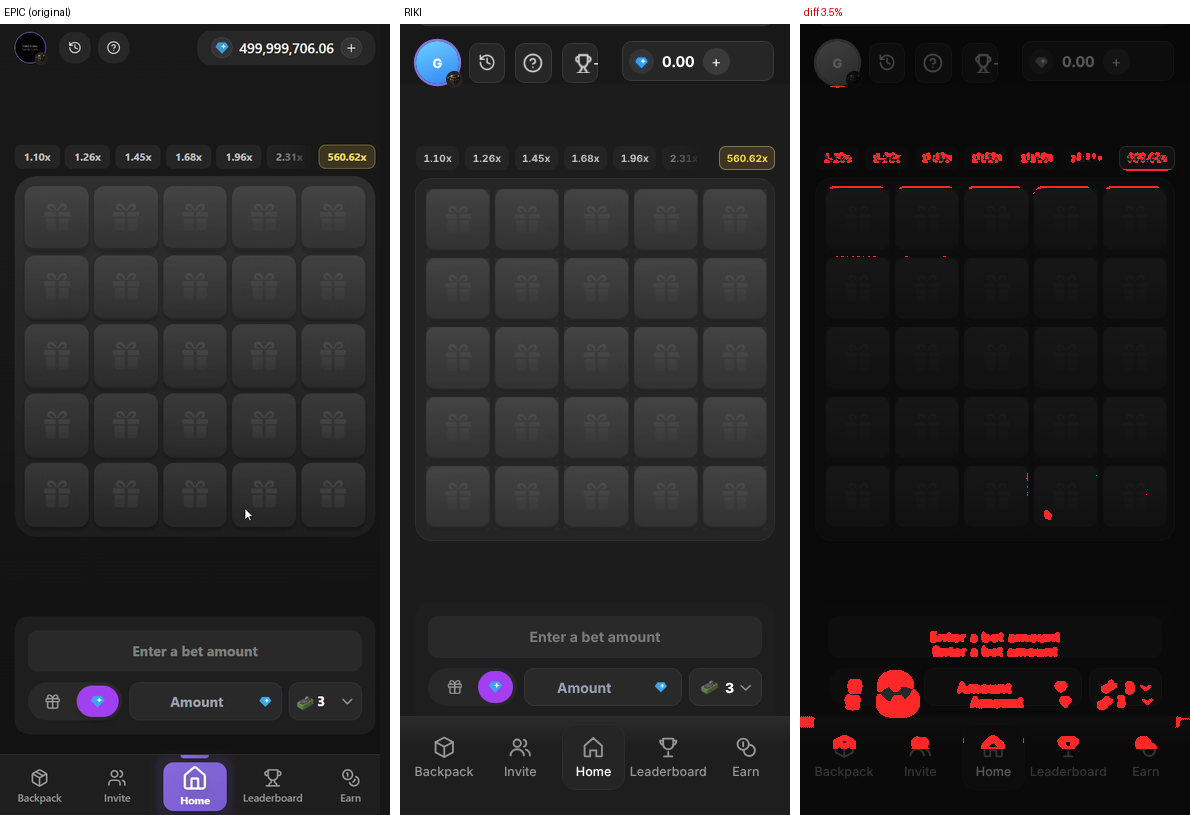 EPIC (original)
RIKI
diff3.5%
499,999,706.06 +
G
0.00 +
G
0.00 +
1.10x 1.26x 1.45x 1.68x 1.96x 2.31x 560.62x
1.10x 1.26x 1.45x 1.68x 1.96x 2.31x 560.62x
Enter a bet amount
Amount
3
Enter a bet amount
Amount
3
Enter a bet amount
Enter a bet amount
Amount
Amount
3
3
Backpack Invite Home Leaderboard Earn
Backpack Invite Home Leaderboard Earn
Backpack Invite Home Leaderboard Earn